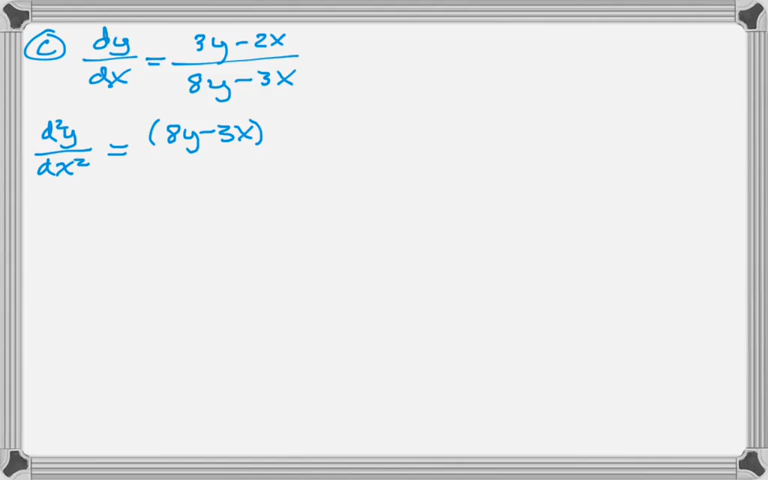 ⓒ dy/dx = (3y-2x)/(8y-3x)
d²y/dx² = (8y-3x)